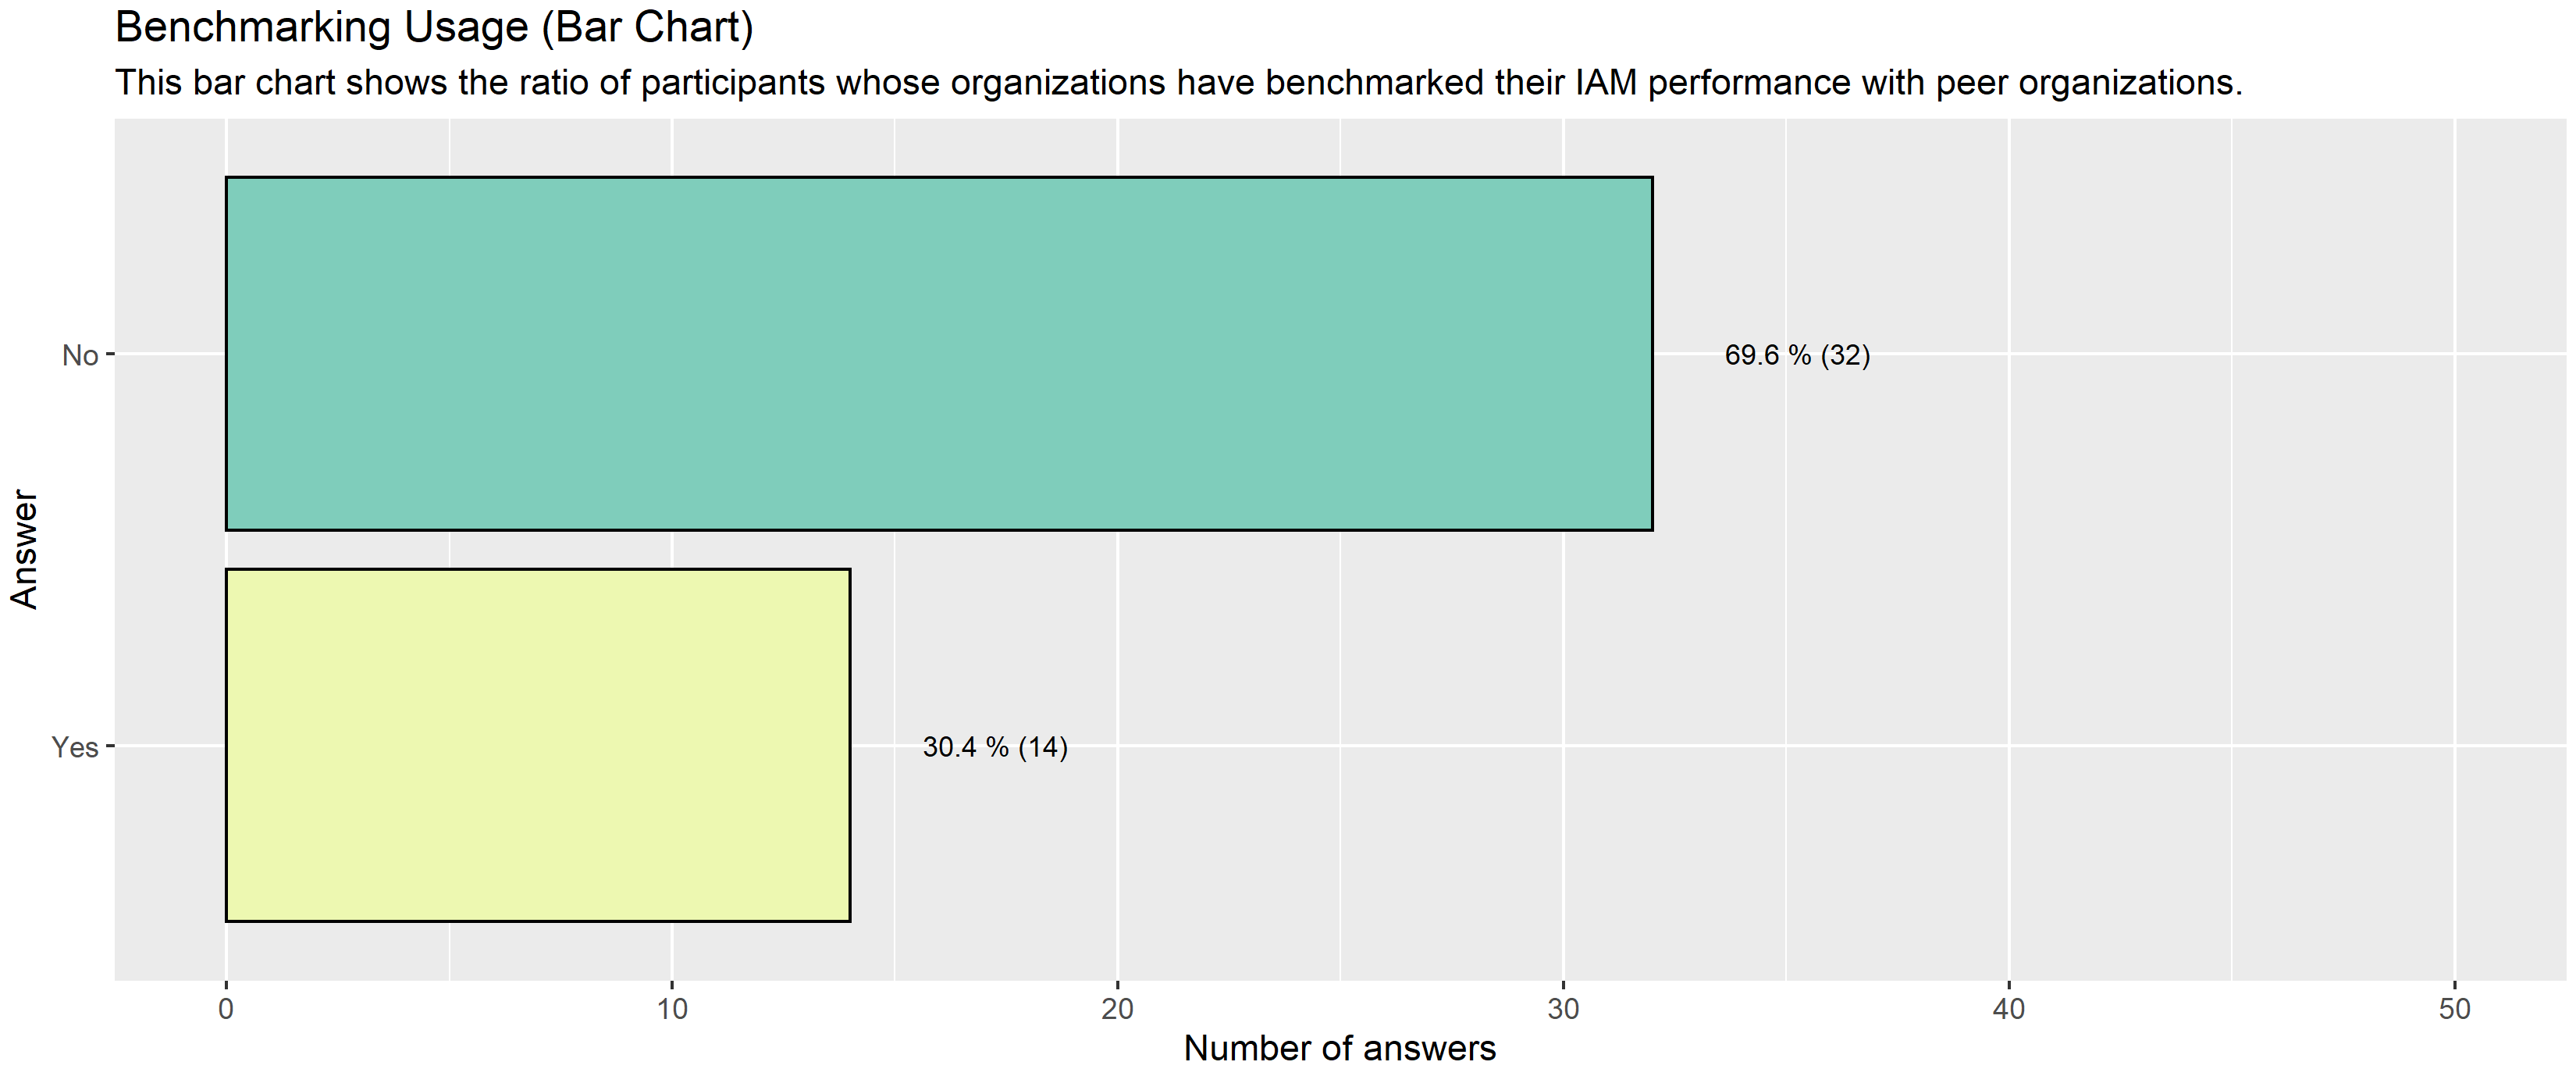 Benchmarking Usage (Bar Chart)
This bar chart shows the ratio of participants whose organizations have benchmarked their IAM performance with peer organizations.
No
69.6 % (32)
Answer
Yes
30.4 % (14)
0 10 20 30 40 50
Number of answers